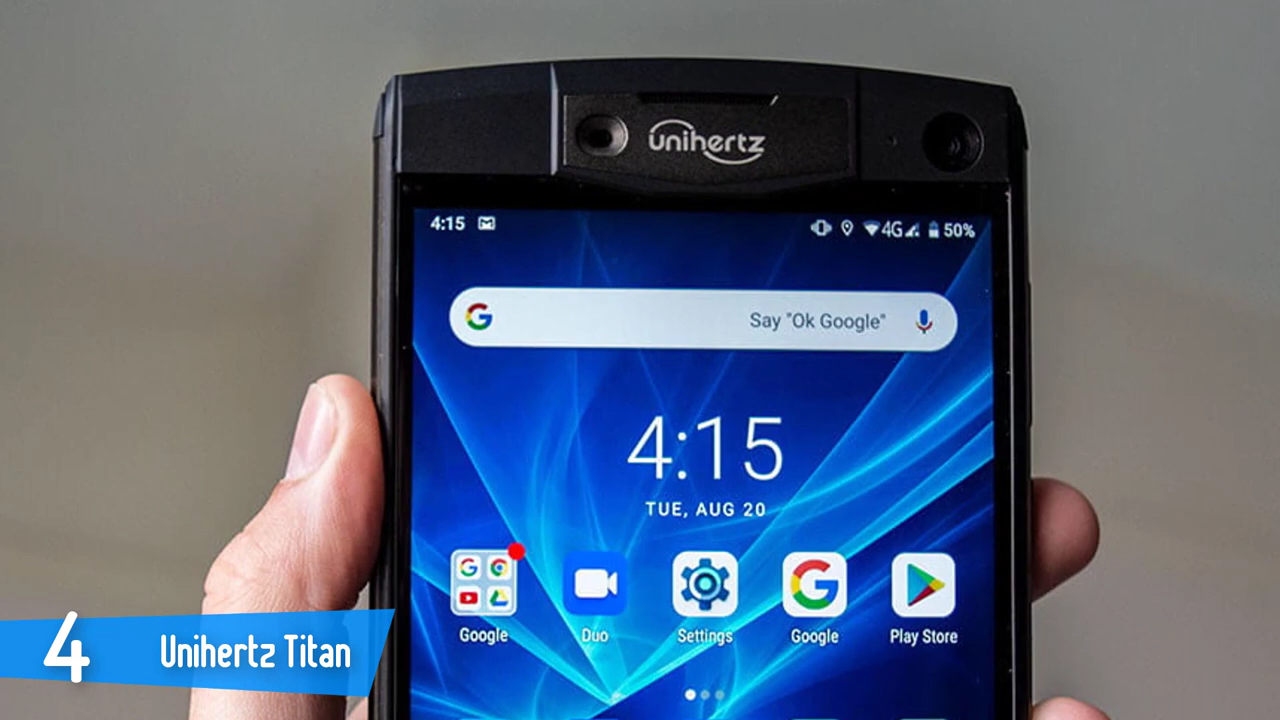 unihertz
4:15
4G 50%
Say "Ok Google"
4:15
TUE, AUG 20
Google Duo Settings Google Play Store
4 Unihertz Titan